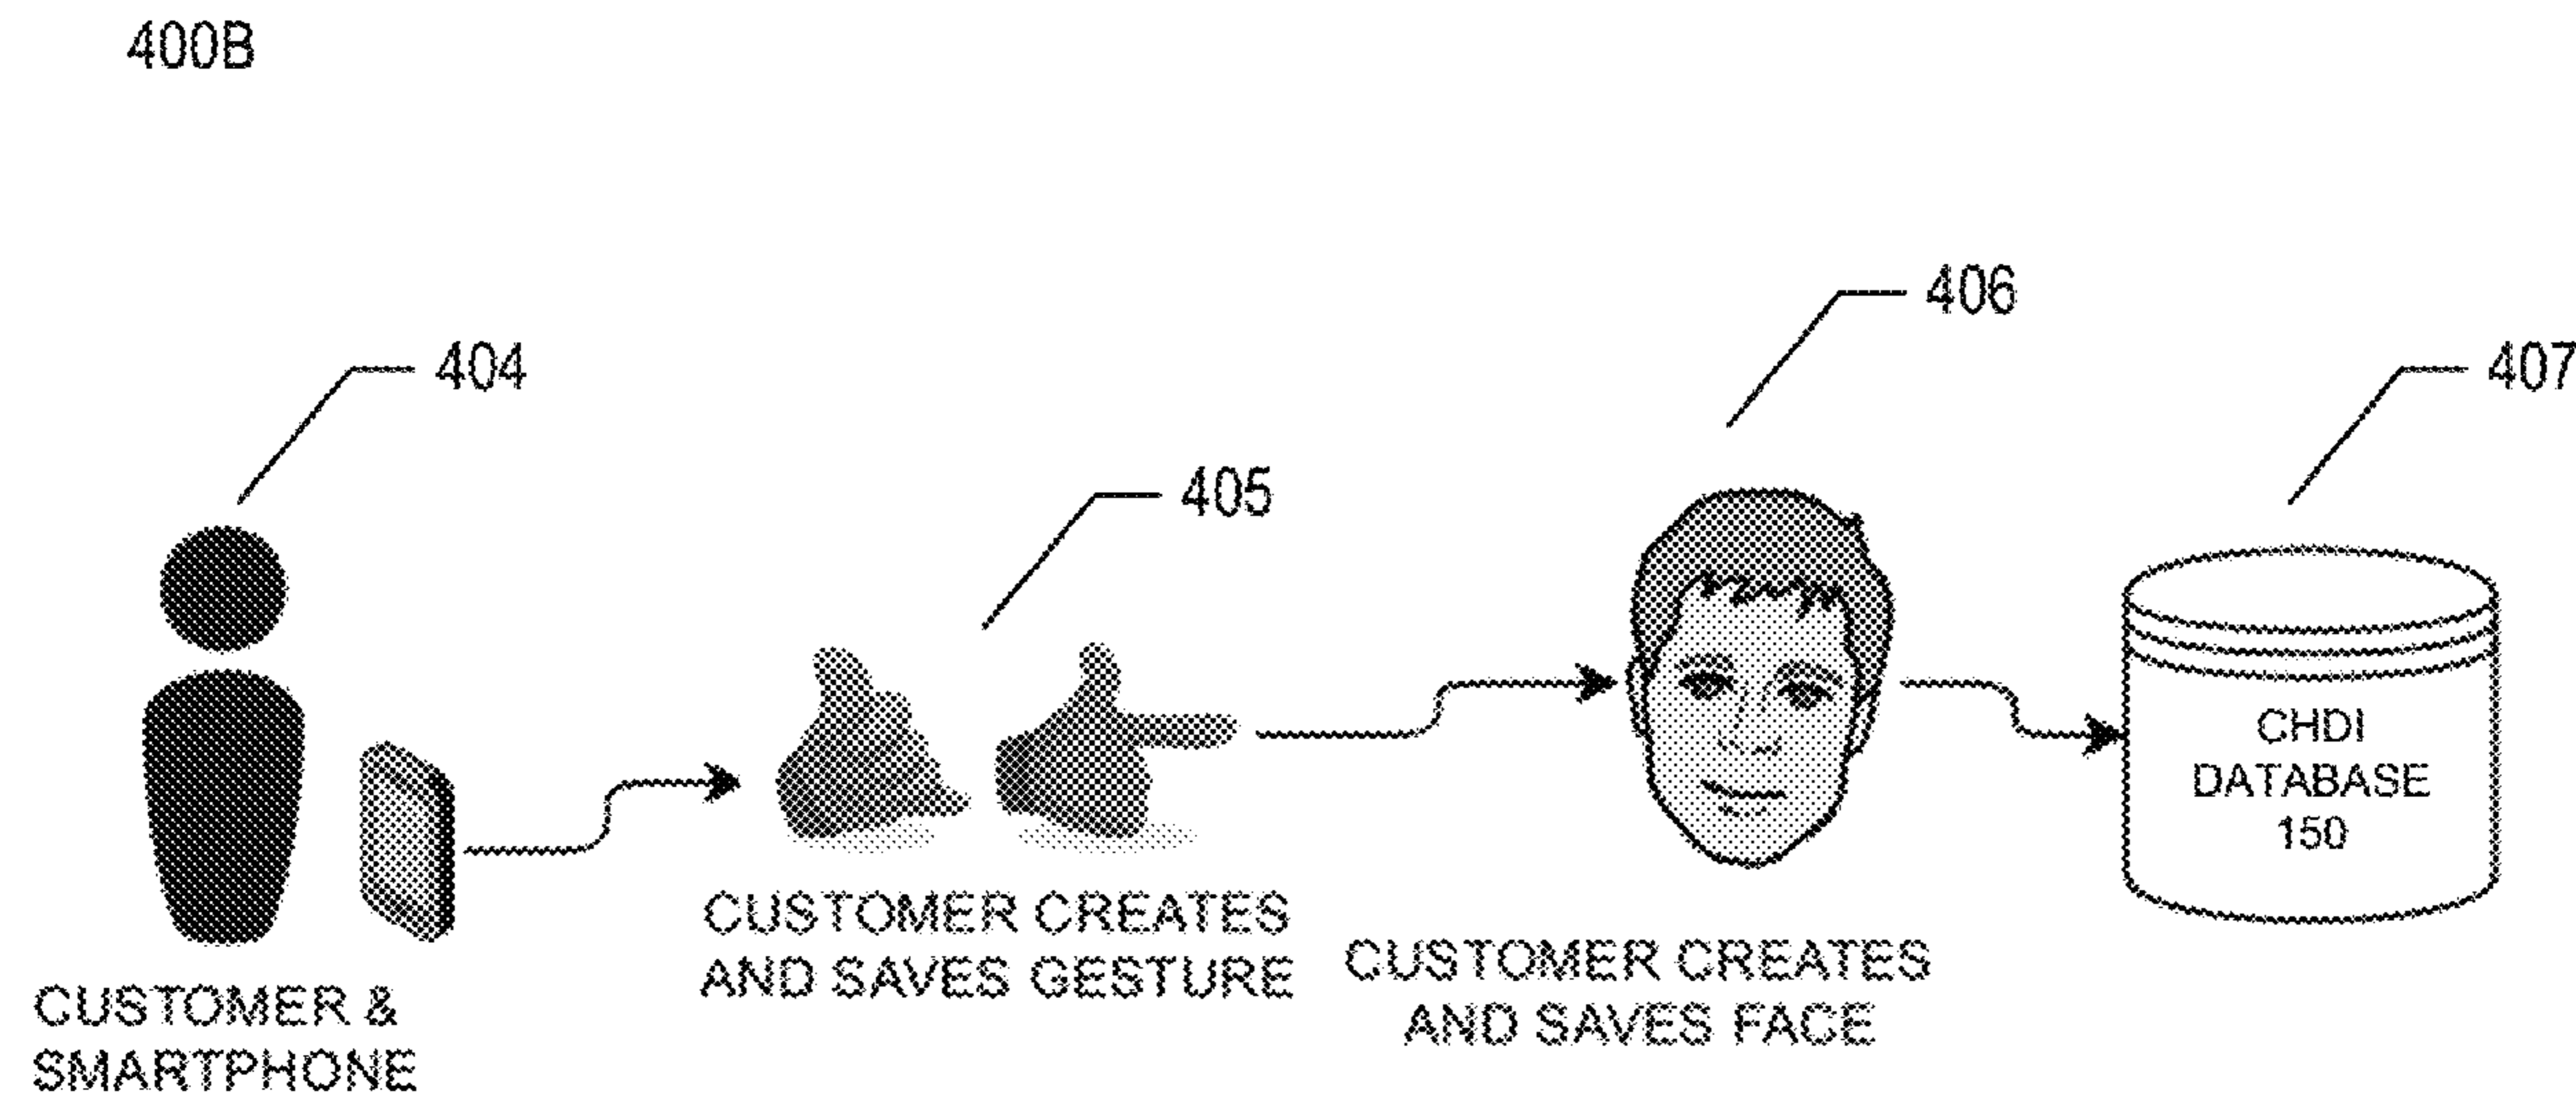 400B
404
405
406
407
CUSTOMER &
SMARTPHONE
CUSTOMER CREATES
AND SAVES GESTURE
CUSTOMER CREATES
AND SAVES FACE
CHDI
DATABASE
150